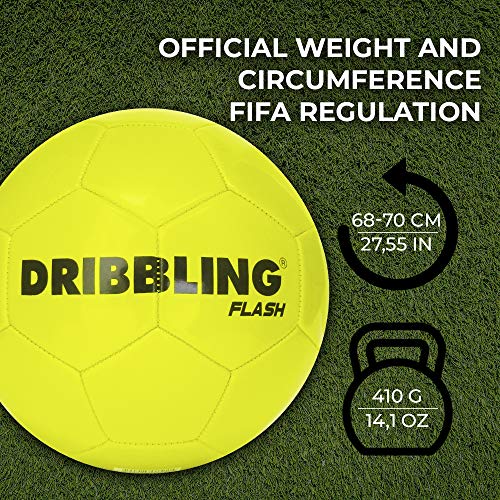 OFFICIAL WEIGHT AND
CIRCUMFERENCE
FIFA REGULATION
68-70 CM
27,55 IN
DRIBBLING®
FLASH
410 G
14,1 OZ